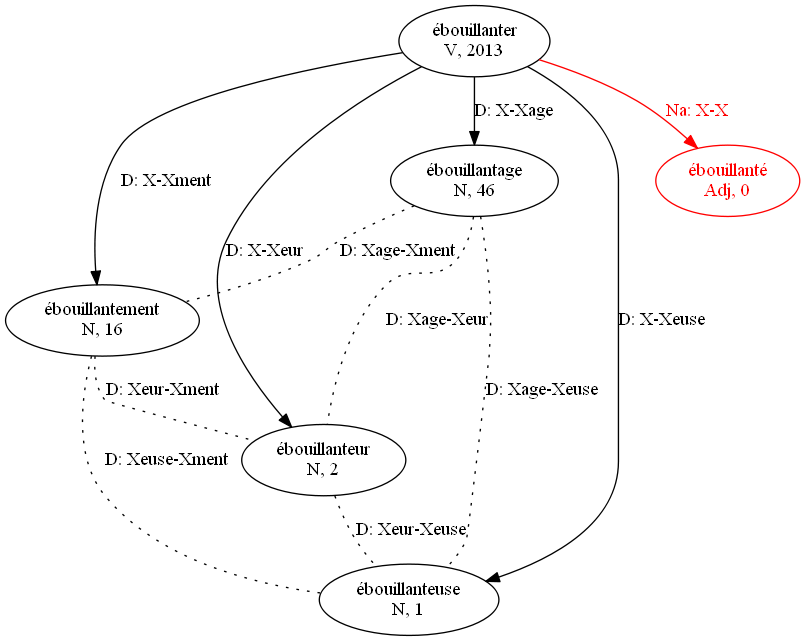 ébouillanter
V, 2013
D: X-Xage
Na: X-X
ébouillantage
N, 46
ébouillanté
Adj, 0
D: X-Xment
D: X-Xeur
D: Xage-Xment
ébouillantement
N, 16
D: Xage-Xeur
D: X-Xeuse
D: Xeur-Xment
D: Xage-Xeuse
ébouillanteur
N, 2
D: Xeuse-Xment
D: Xeur-Xeuse
ébouillanteuse
N, 1